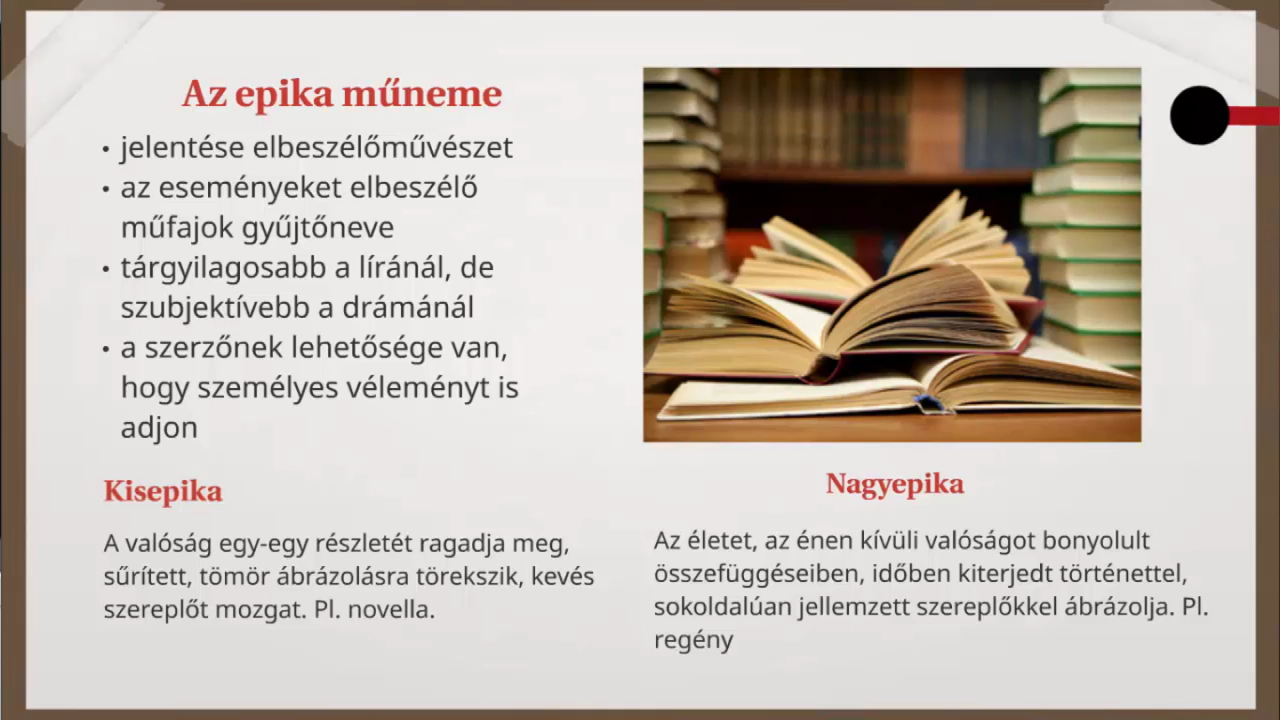 Az epika műneme
• jelentése elbeszélőművészet
• az eseményeket elbeszélő
műfajok gyűjtőneve
• tárgyilagosabb a líránál, de
szubjektívebb a drámánál
• a szerzőnek lehetősége van,
hogy személyes véleményt is
adjon
Kisepika
A valóság egy-egy részletét ragadja meg,
sűrített, tömör ábrázolásra törekszik, kevés
szereplőt mozgat. Pl. novella.
Nagyepika
Az életet, az énen kívüli valóságot bonyolult
összefüggéseiben, időben kiterjedt történettel,
sokoldalúan jellemzett szereplőkkel ábrázolja. Pl.
regény